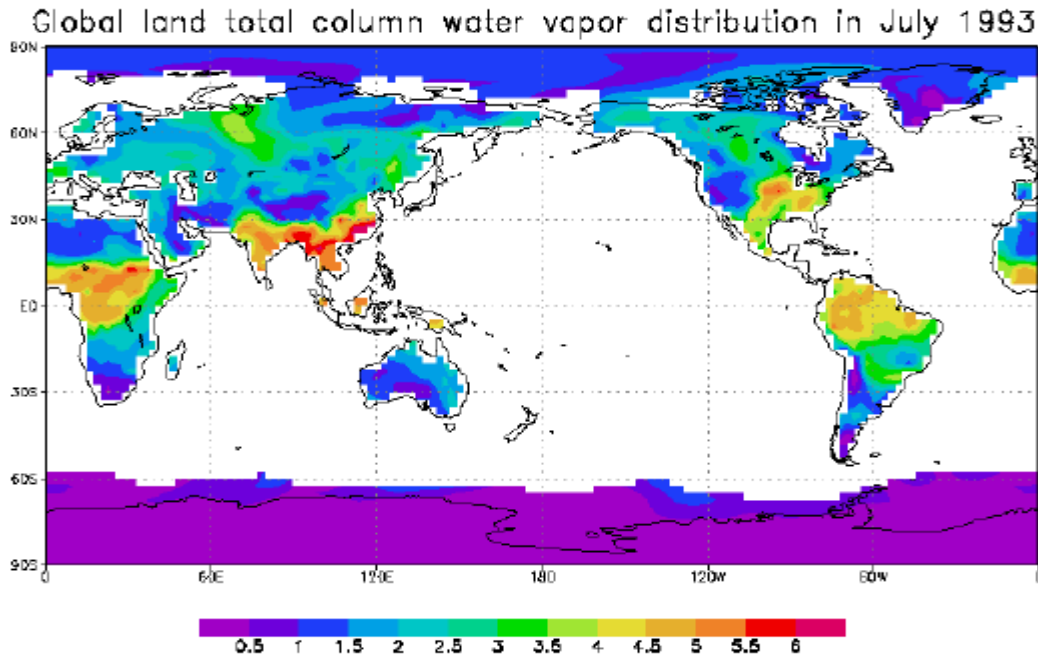 Global land total column water vapor distribution in July 1993
90N
60N
30N
EQ
30S
60S
90S
0 60E 120E 180 120W 60W
0.5 1 1.5 2 2.5 3 3.5 4 4.5 5 5.5 6